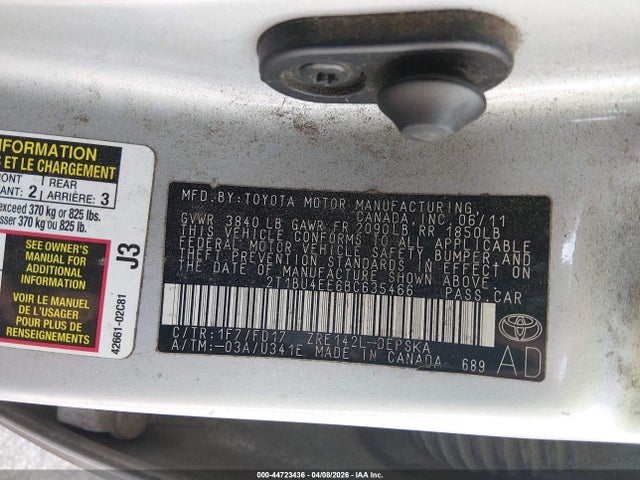 NFORMATION
ET LE CHARGEMENT
ONT REAR
ANT: 2 ARRIÈRE: 3
exceed 370 kg or 825 lbs.
sser 370 kg ou 825 lb.
SEE OWNER'S
MANUAL FOR
ADDITIONAL
INFORMATION
VOIR LE MANUEL
DE L'USAGER
POUR PLUS DE
RENSEIGNEMENTS
J3
42661-02C81
MFD.BY:TOYOTA MOTOR MANUFACTURING
CANADA, INC. 06/11
GVWR 3840 LB GAWR FR 2090LB RR 1850LB
THIS VEHICLE CONFORMS TO ALL APPLICABLE
FEDERAL MOTOR VEHICLE SAFETY, BUMPER, AND
THEFT PREVENTION STANDARDS IN EFFECT ON
THE DATE OF MANUFACTURE SHOWN ABOVE.
2T1BU4EE6BC635466 PASS.CAR
C/TR:1F7/FD17 ZRE142L-DEPSKA
A/TM:-03A/U341E MADE IN CANADA 689
TOYOTA
AD
000-44723436 - 04/08/2026 - IAA, Inc.